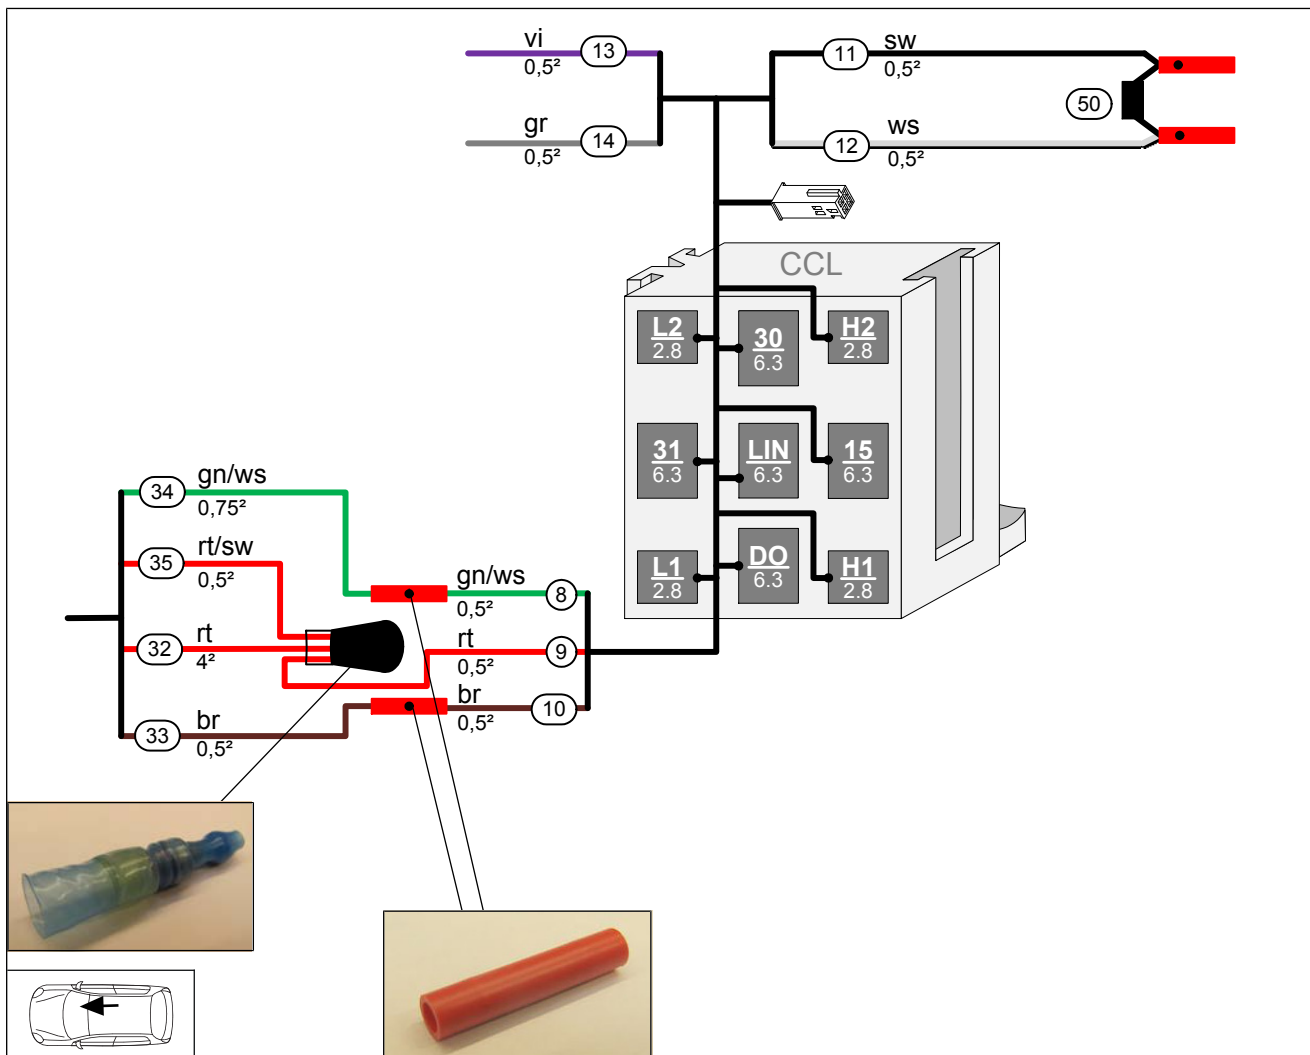 vi
13
0,5²
11
sw
0,5²
50
gr
14
0,5²
12
ws
0,5²
CCL
L2
2.8
30
6.3
H2
2.8
31
6.3
LIN
6.3
15
6.3
L1
2.8
DO
6.3
H1
2.8
34
gn/ws
0,75²
35
rt/sw
0,5²
gn/ws
8
0,5²
32
rt
4²
rt
9
0,5²
br
10
0,5²
33
br
0,5²